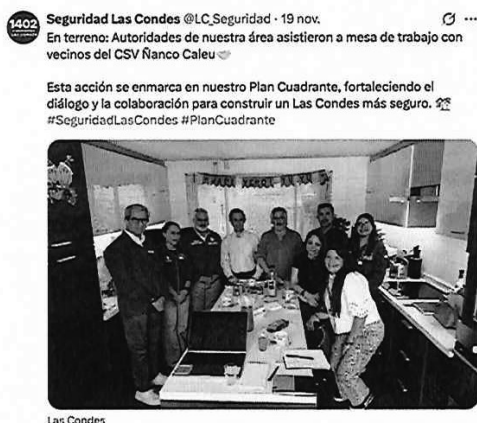 1402
Seguridad Las Condes @LC_Seguridad · 19 nov.
En terreno: Autoridades de nuestra área asistieron a mesa de trabajo con
vecinos del CSV Ñanco Caleu
Esta acción se enmarca en nuestro Plan Cuadrante, fortaleciendo el
diálogo y la colaboración para construir un Las Condes más seguro.
#SeguridadLasCondes #PlanCuadrante
Las Condes